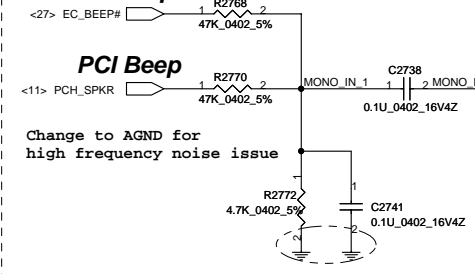 R2768
<27> EC_BEEP# 1 2
47K_0402_5%
PCI Beep
R2770 C2738
<11> PCH_SPKR 1 2 MONO_IN_1 1 2
47K_0402_5% 0.1U_0402_16V4Z
Change to AGND for
high frequency noise issue
1 1
R2772 C2741
4.7K_0402_5% 0.1U_0402_16V4Z
2 2